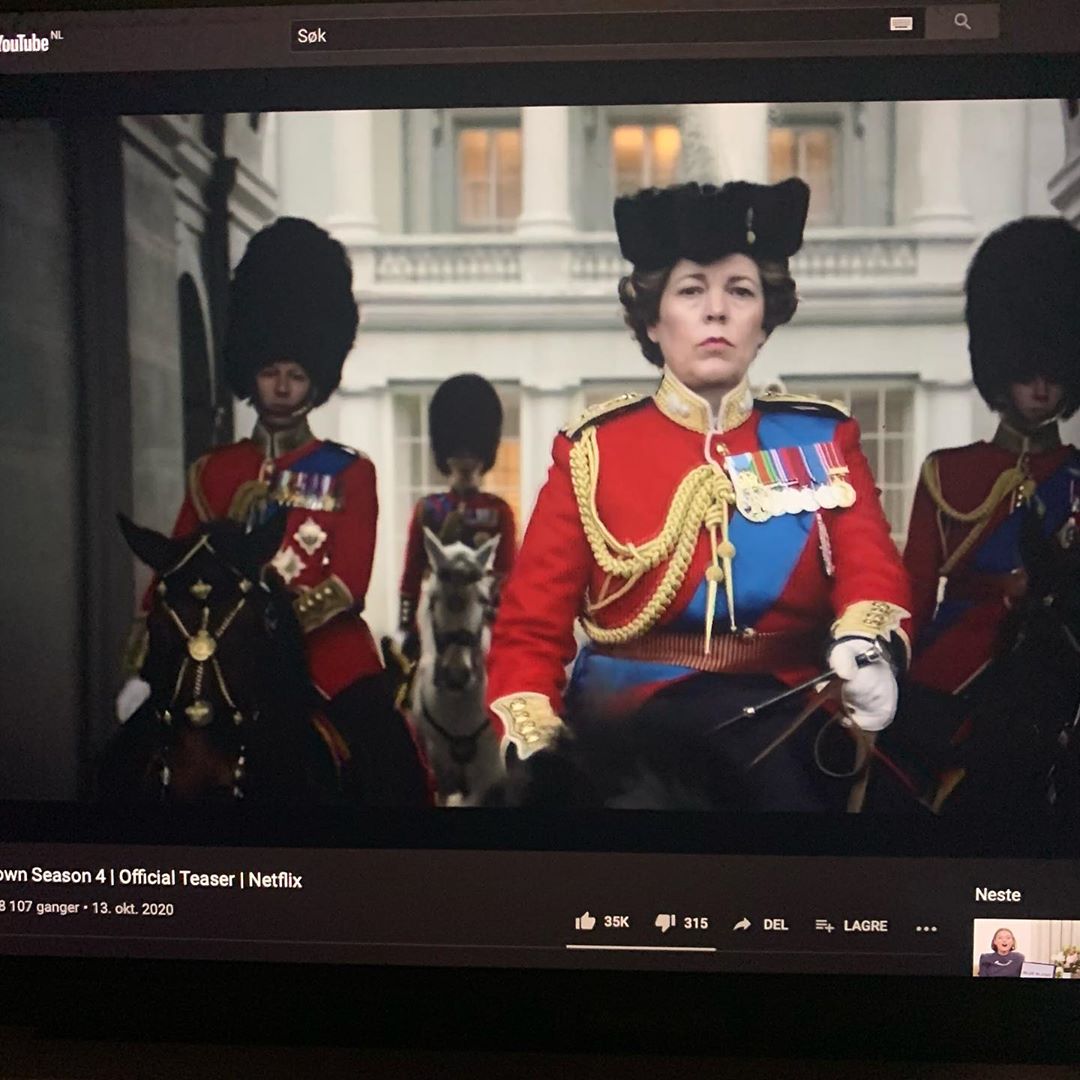 YouTube NL
Søk
own Season 4 | Official Teaser | Netflix
8 107 ganger • 13. okt. 2020
35K
315
DEL
LAGRE
Neste